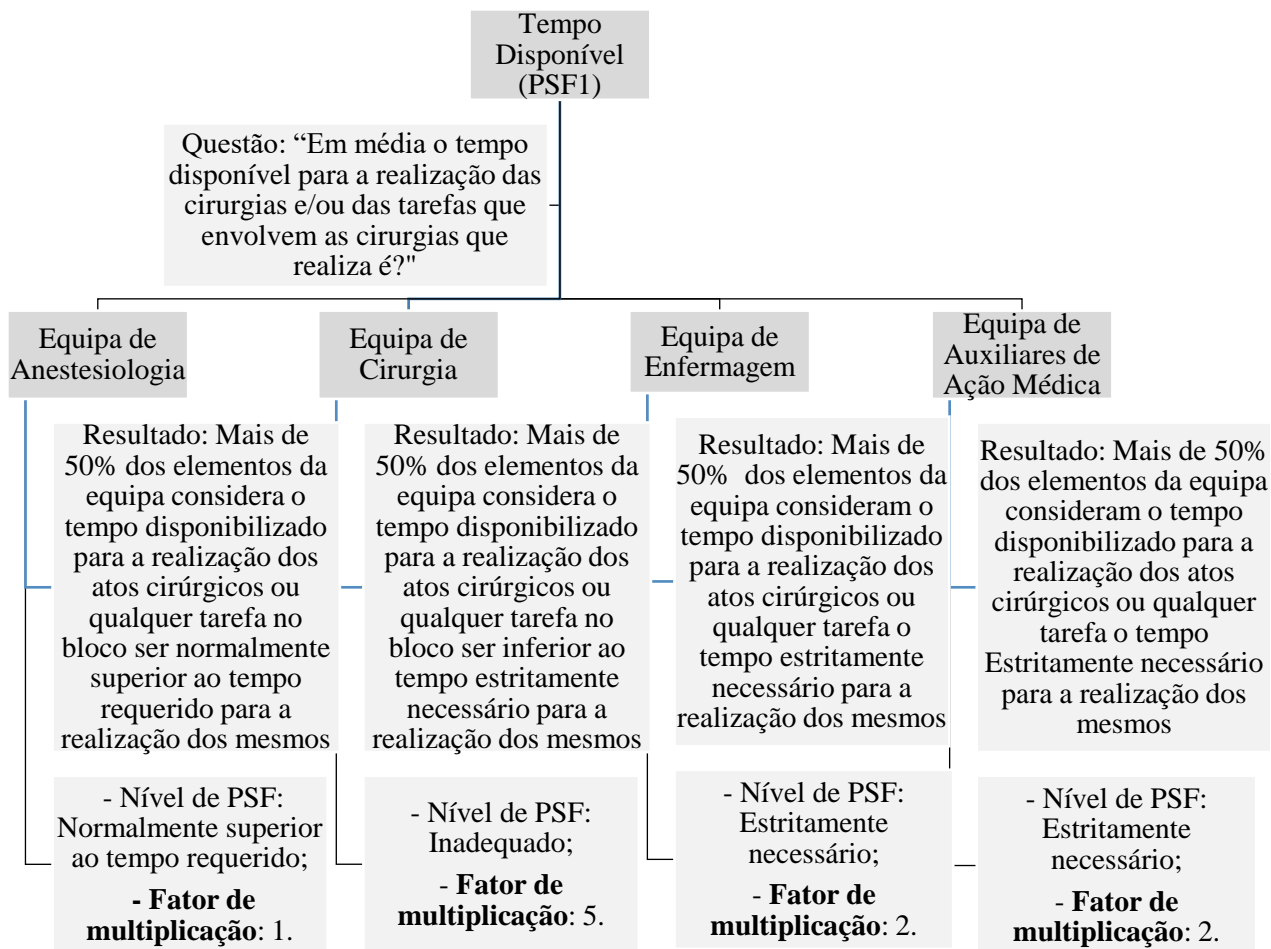 Tempo
Disponível
(PSF1)
Questão: “Em média o tempo
disponível para a realização das
cirurgias e/ou das tarefas que
envolvem as cirurgias que
realiza é?"
Equipa de
Anestesiologia
Resultado: Mais de
50% dos elementos da
equipa considera o
tempo disponibilizado
para a realização dos
atos cirúrgicos ou
qualquer tarefa no
bloco ser normalmente
superior ao tempo
requerido para a
realização dos mesmos
- Nível de PSF:
Normalmente superior
ao tempo requerido;
- Fator de
multiplicação: 1.
Equipa de
Cirurgia
Resultado: Mais de
50% dos elementos da
equipa considera o
tempo disponibilizado
para a realização dos
atos cirúrgicos ou
qualquer tarefa no
bloco ser inferior ao
tempo estritamente
necessário para a
realização dos mesmos
- Nível de PSF:
Inadequado;
- Fator de
multiplicação: 5.
Equipa de
Enfermagem
Resultado: Mais de
50% dos elementos da
equipa consideram o
tempo disponibilizado
para a realização dos
atos cirúrgicos ou
qualquer tarefa o
tempo estritamente
necessário para a
realização dos mesmos
- Nível de PSF:
Estritamente
necessário;
- Fator de
multiplicação: 2.
Equipa de
Auxiliares de
Ação Médica
Resultado: Mais de 50%
dos elementos da equipa
consideram o tempo
disponibilizado para a
realização dos atos
cirúrgicos ou qualquer
tarefa o tempo
Estritamente necessário
para a realização dos
mesmos
- Nível de PSF:
Estritamente
necessário;
- Fator de
multiplicação: 2.